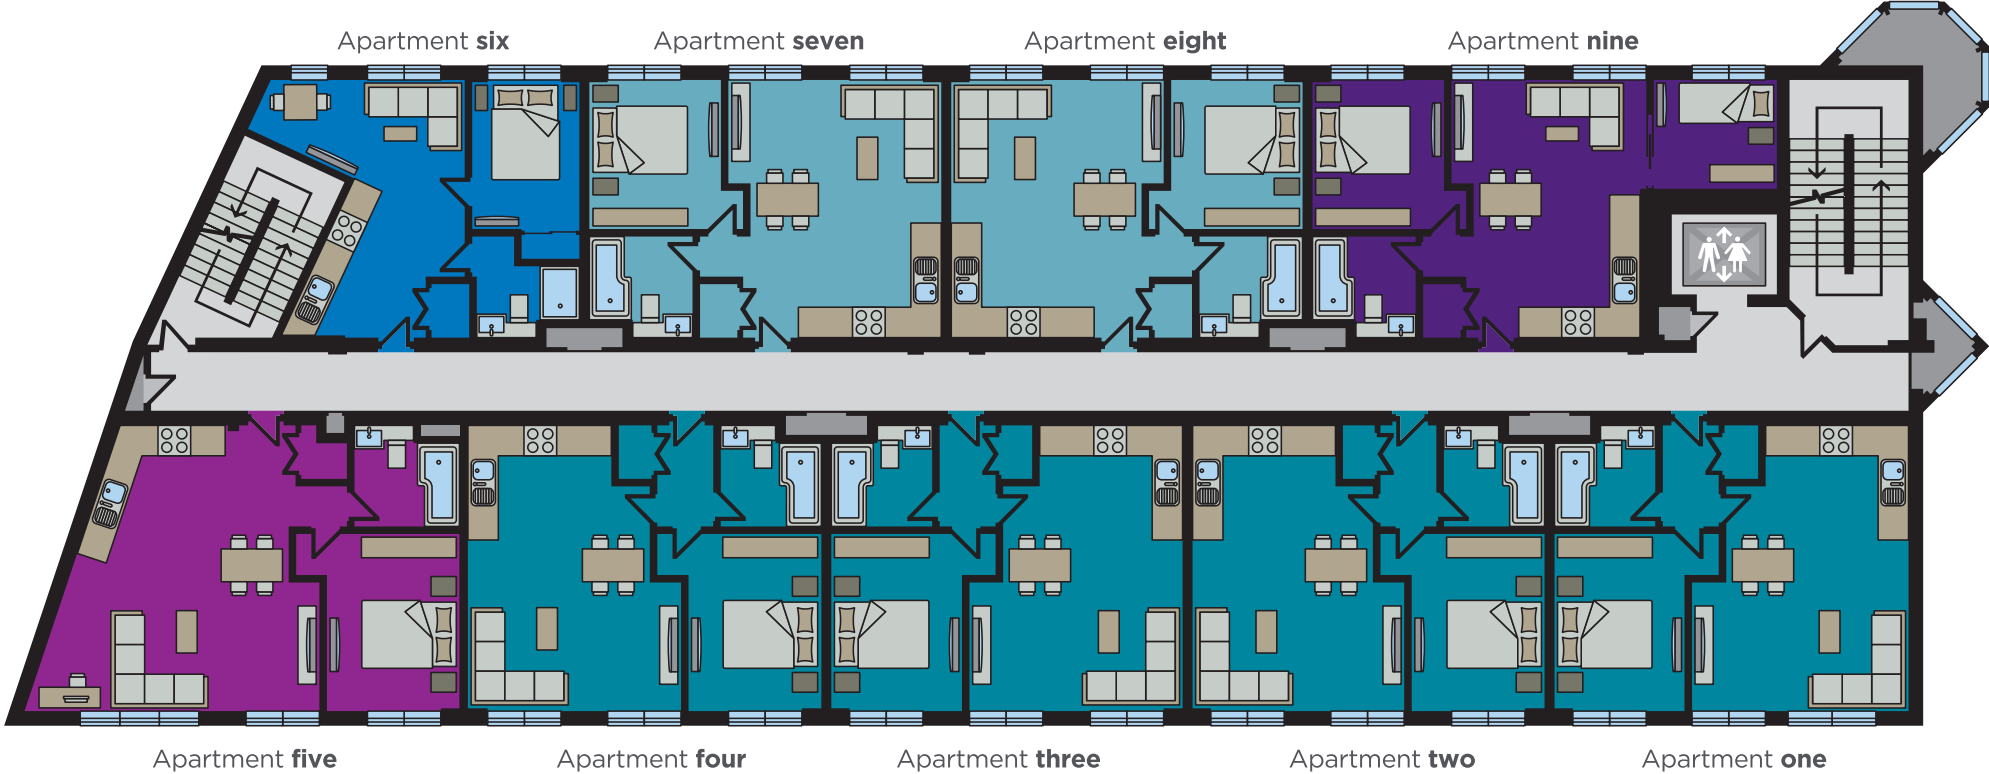 Apartment six
Apartment seven
Apartment eight
Apartment nine
Apartment five
Apartment four
Apartment three
Apartment two
Apartment one